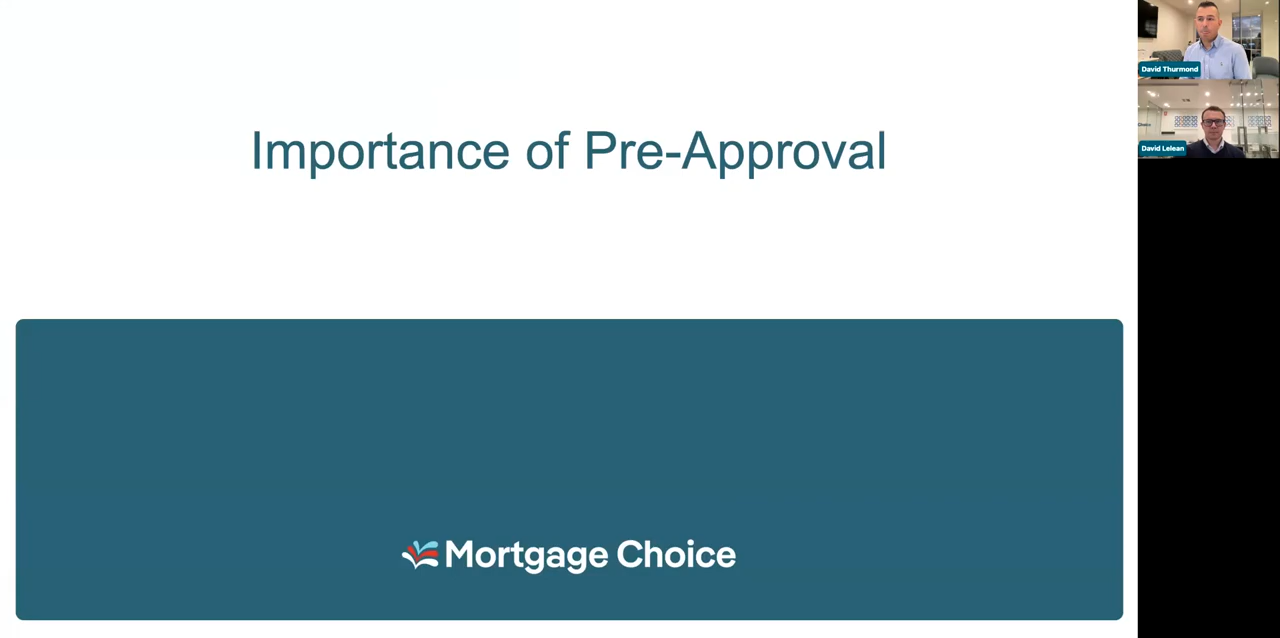 Importance of Pre-Approval
David Thurmond
David Lelean
Mortgage Choice